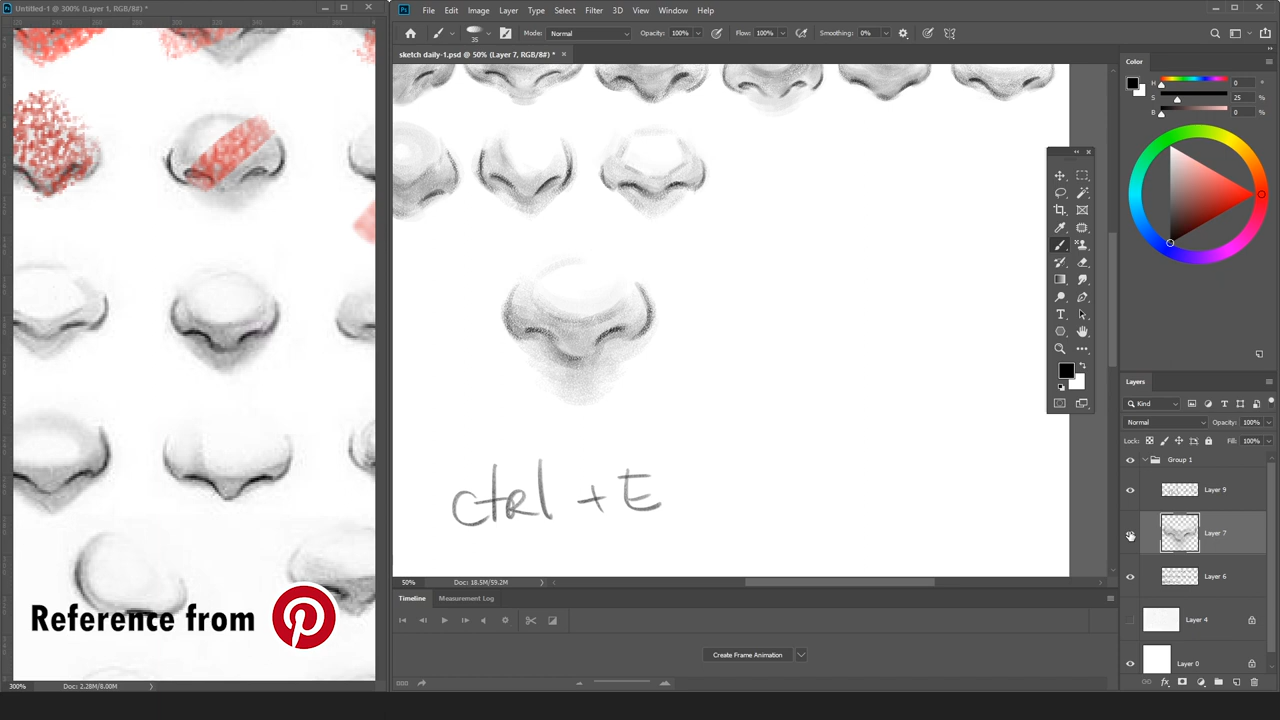 Untitled-1 @ 300% (Layer 1, RGB/8#) *
File Edit Image Layer Type Select Filter 3D View Window Help
35 Mode: Normal Opacity: 100% Flow: 100% Smoothing: 0%
sketch daily-1.psd @ 50% (Layer 7, RGB/8#) *
Color
H 0 °
S 25 %
B 0 %
Layers
Kind
Normal Opacity: 100%
Lock: Fill: 100%
Group 1
Layer 9
Layer 7
Layer 6
Layer 4
Layer 0
ctrl + E
Reference from
300% Doc: 2.28M/8.00M
50% Doc: 18.5M/59.2M
Timeline Measurement Log
Create Frame Animation